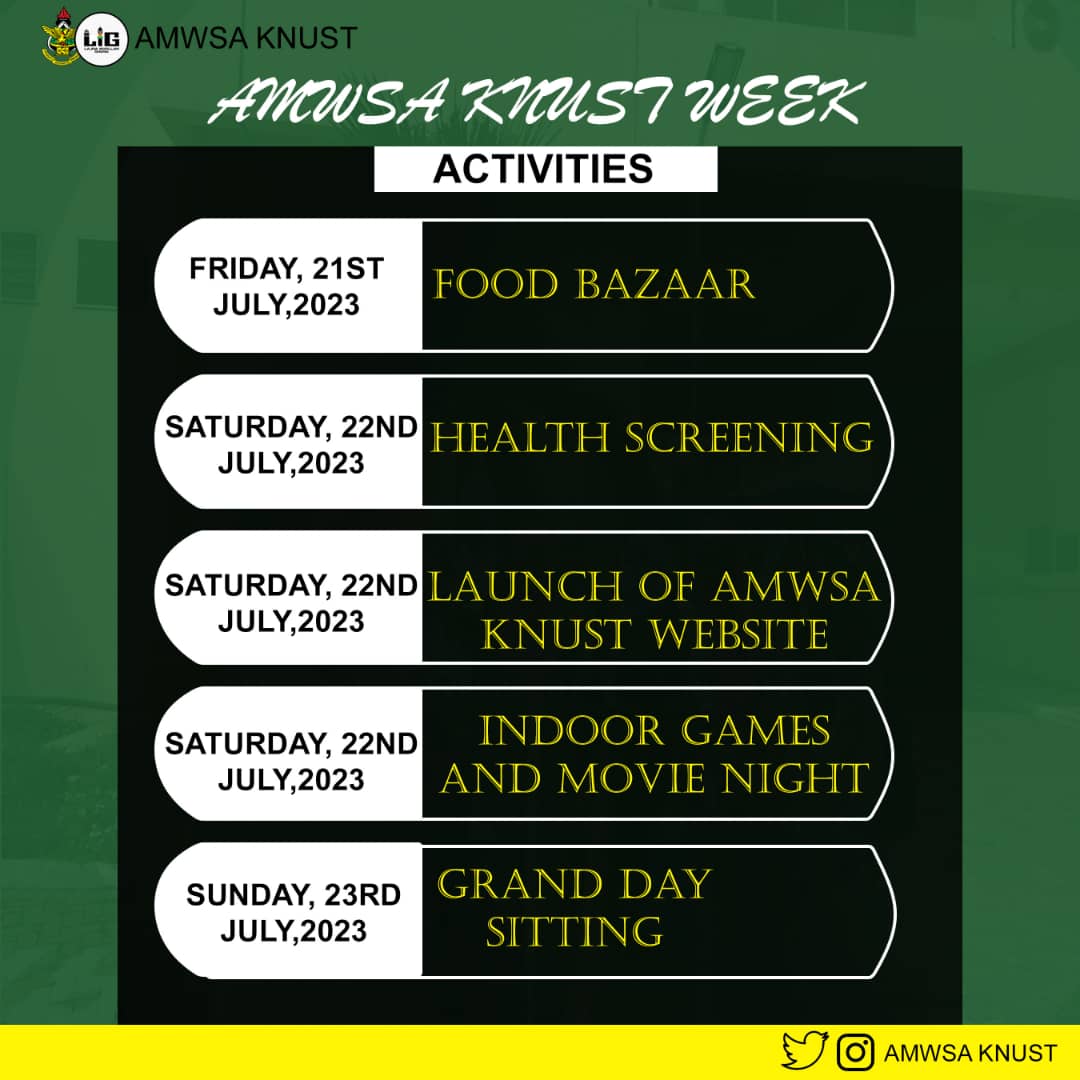 LIG
AMWSA KNUST
AMWSA KNUST WEEK
ACTIVITIES
FRIDAY, 21ST
JULY,2023
FOOD BAZAAR
SATURDAY, 22ND
JULY,2023
HEALTH SCREENING
SATURDAY, 22ND
JULY,2023
LAUNCH OF AMWSA
KNUST WEBSITE
SATURDAY, 22ND
JULY,2023
INDOOR GAMES
AND MOVIE NIGHT
SUNDAY, 23RD
JULY,2023
GRAND DAY
SITTING
AMWSA KNUST